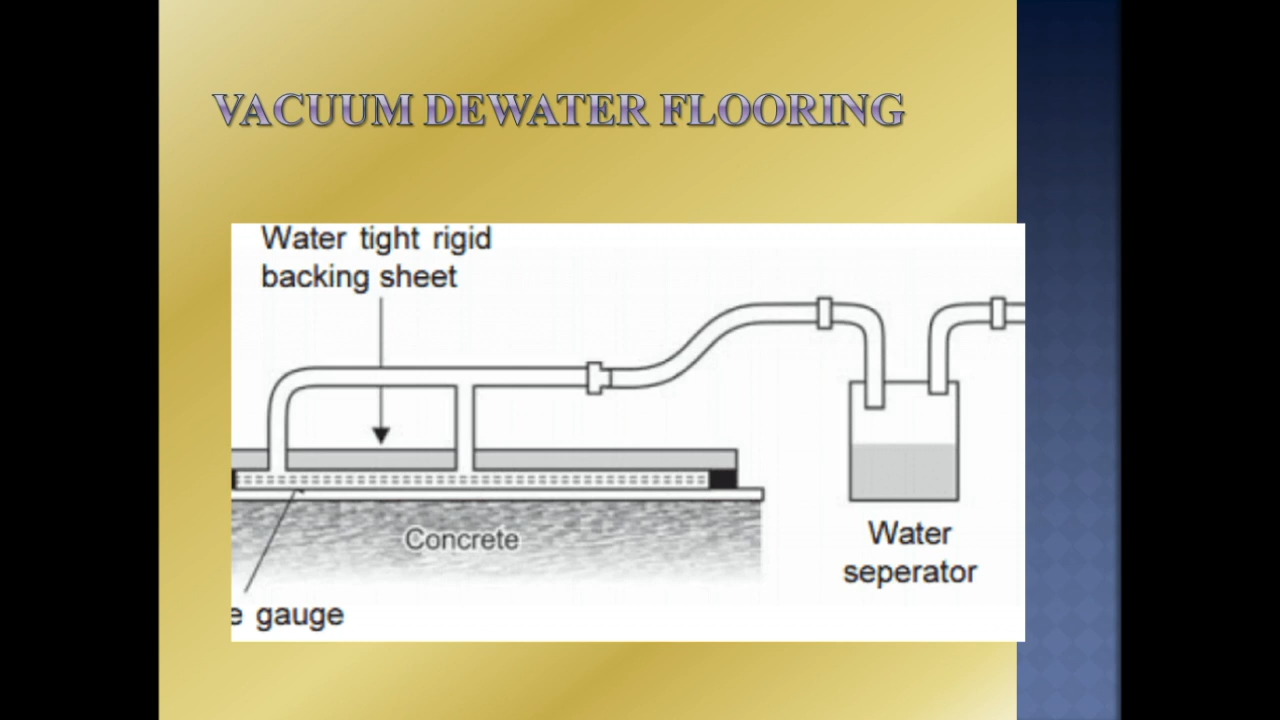 VACUUM DEWATER FLOORING
Water tight rigid
backing sheet
Concrete
Water
seperator
e gauge